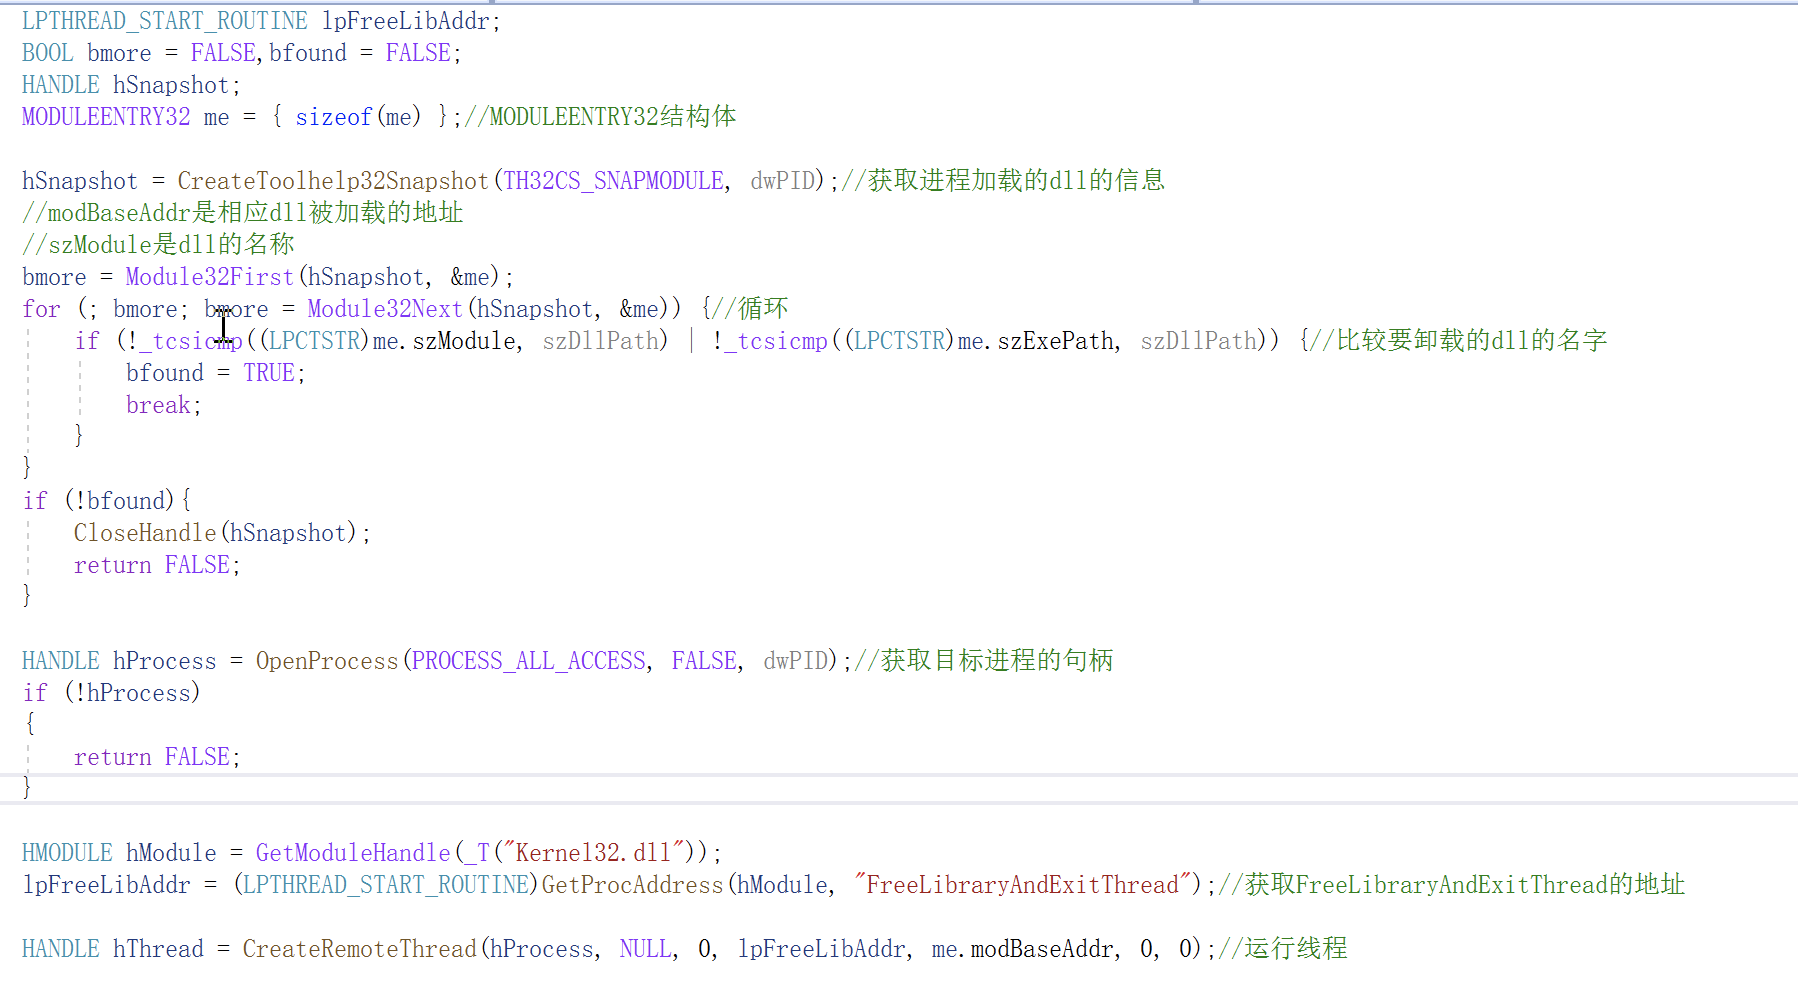 LPTHREAD_START_ROUTINE lpFreeLibAddr;
BOOL bmore = FALSE,bfound = FALSE;
HANDLE hSnapshot;
MODULEENTRY32 me = { sizeof(me) };//MODULEENTRY32结构体
hSnapshot = CreateToolhelp32Snapshot(TH32CS_SNAPMODULE, dwPID);//获取进程加载的dll的信息
//modBaseAddr是相应dll被加载的地址
//szModule是dll的名称
bmore = Module32First(hSnapshot, &me);
for (; bmore; bmore = Module32Next(hSnapshot, &me)) {//循环
if (!_tcsicmp((LPCTSTR)me.szModule, szDllPath) | !_tcsicmp((LPCTSTR)me.szExePath, szDllPath)) {//比较要卸载的dll的名字
bfound = TRUE;
break;
}
}
if (!bfound){
CloseHandle(hSnapshot);
return FALSE;
}
HANDLE hProcess = OpenProcess(PROCESS_ALL_ACCESS, FALSE, dwPID);//获取目标进程的句柄
if (!hProcess)
{
return FALSE;
}
HMODULE hModule = GetModuleHandle(_T("Kernel32.dll"));
lpFreeLibAddr = (LPTHREAD_START_ROUTINE)GetProcAddress(hModule, "FreeLibraryAndExitThread");//获取FreeLibraryAndExitThread的地址
HANDLE hThread = CreateRemoteThread(hProcess, NULL, 0, lpFreeLibAddr, me.modBaseAddr, 0, 0);//运行线程